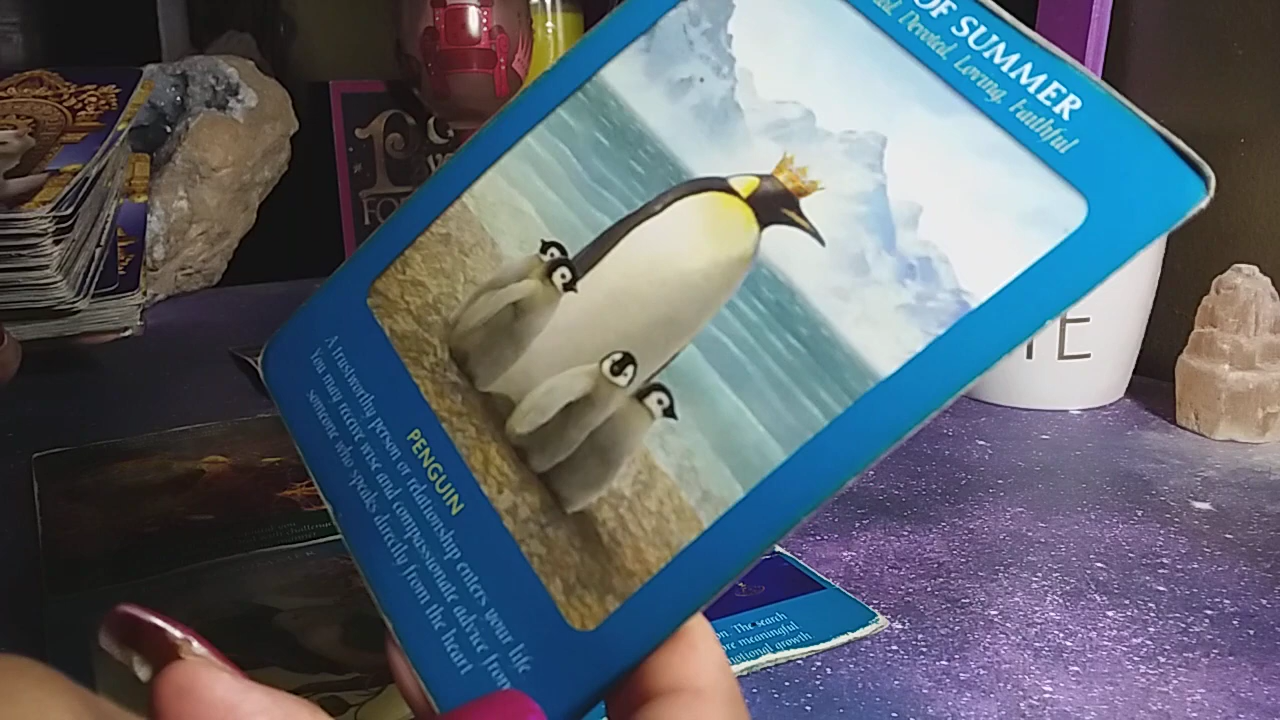 OF SUMMER
Devoted, Loving, Faithful
PENGUIN
A trustworthy person or relationship enters your life
You may receive wise and compassionate advice from
someone who speaks directly from the heart
The search
meaningful
growth
FOR
TE